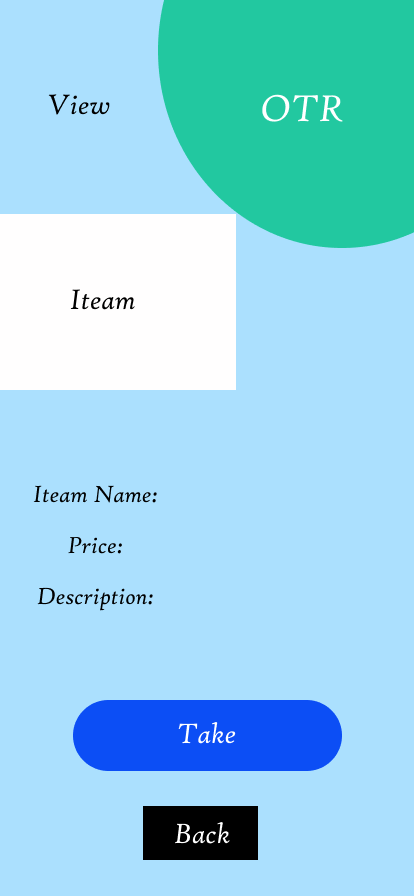 View
OTR
Iteam
Iteam Name:
Price:
Description:
Take
Back